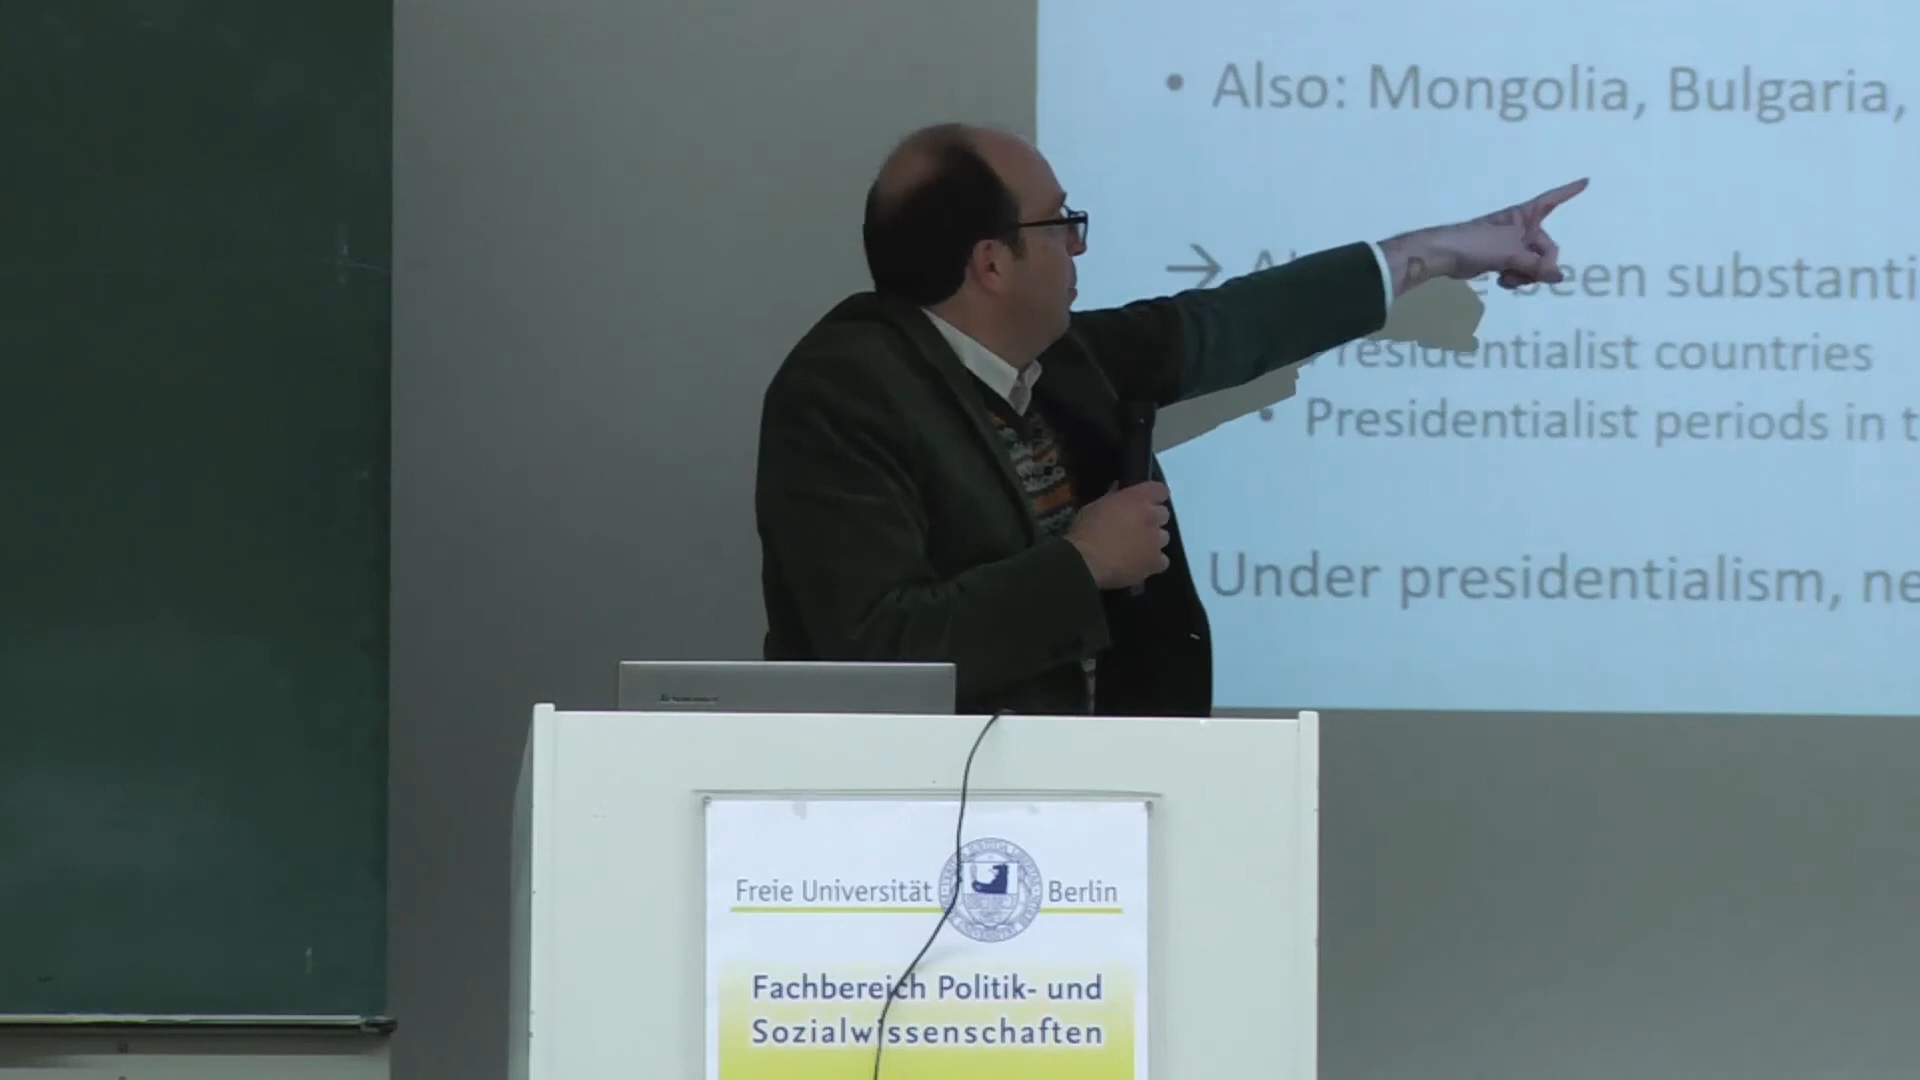 • Also: Mongolia, Bulgaria,
→ been substanti
residentialist countries
• Presidentialist periods in t
Under presidentialism, ne
Freie Universität Berlin
Fachbereich Politik- und
Sozialwissenschaften